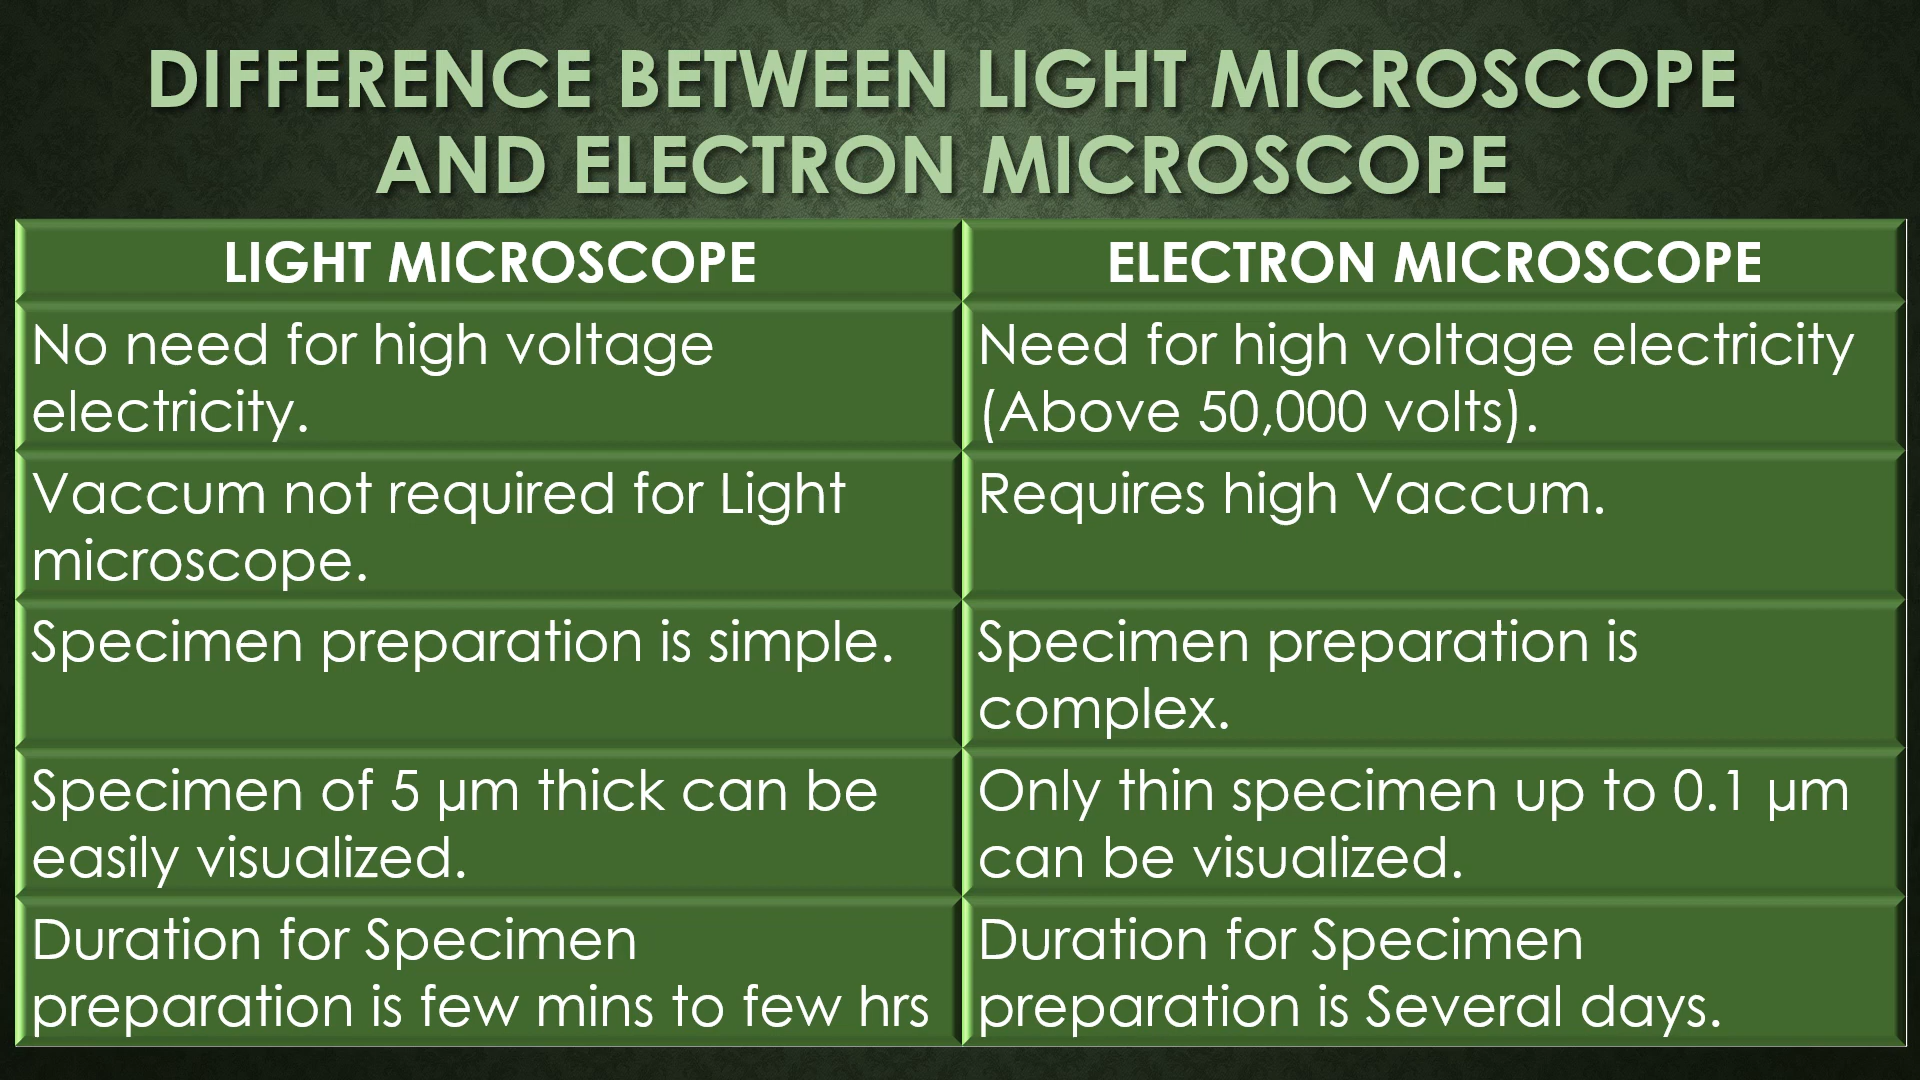 DIFFERENCE BETWEEN LIGHT MICROSCOPE
AND ELECTRON MICROSCOPE
LIGHT MICROSCOPE
ELECTRON MICROSCOPE
No need for high voltage
electricity.
Need for high voltage electricity
(Above 50,000 volts).
Vaccum not required for Light
microscope.
Requires high Vaccum.
Specimen preparation is simple.
Specimen preparation is
complex.
Specimen of 5 µm thick can be
easily visualized.
Only thin specimen up to 0.1 µm
can be visualized.
Duration for Specimen
preparation is few mins to few hrs
Duration for Specimen
preparation is Several days.